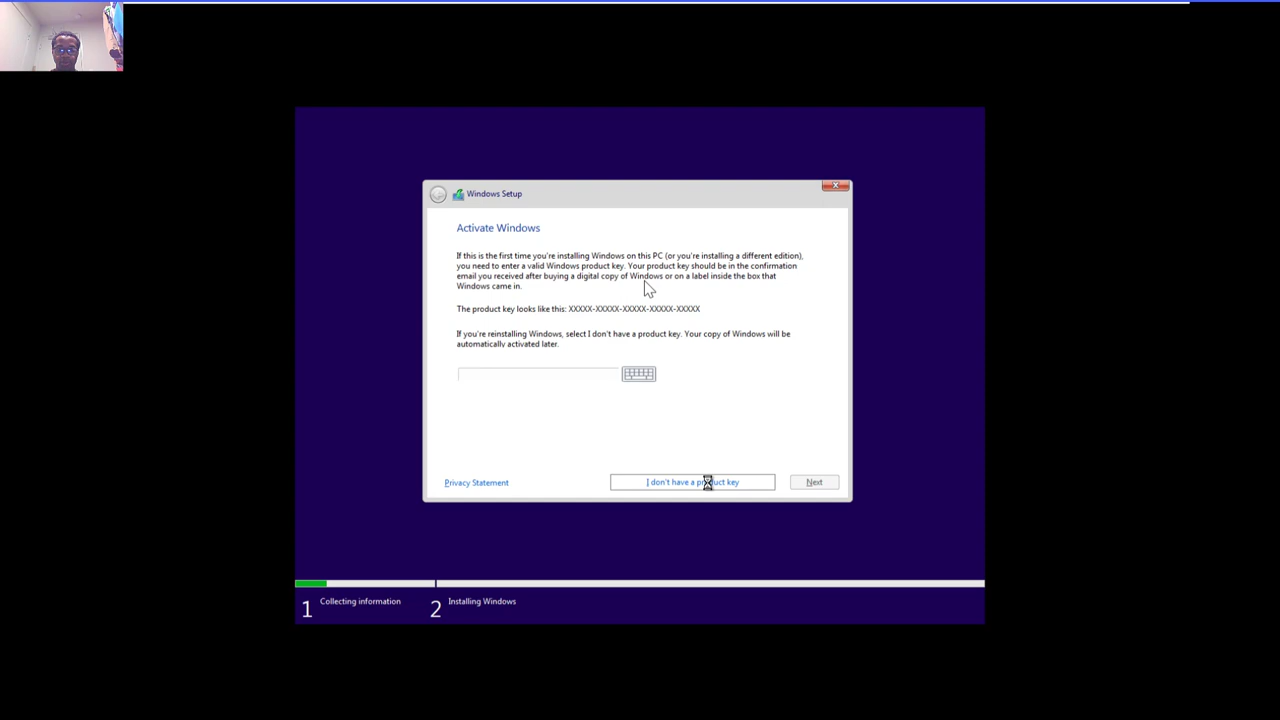 Windows Setup
Activate Windows
If this is the first time you're installing Windows on this PC (or you're installing a different edition),
you need to enter a valid Windows product key. Your product key should be in the confirmation
email you received after buying a digital copy of Windows or on a label inside the box that
Windows came in.
The product key looks like this: XXXXX-XXXXX-XXXXX-XXXXX-XXXXX
If you're reinstalling Windows, select I don't have a product key. Your copy of Windows will be
automatically activated later.
Privacy Statement
I don't have a product key
Next
1 Collecting information
2 Installing Windows